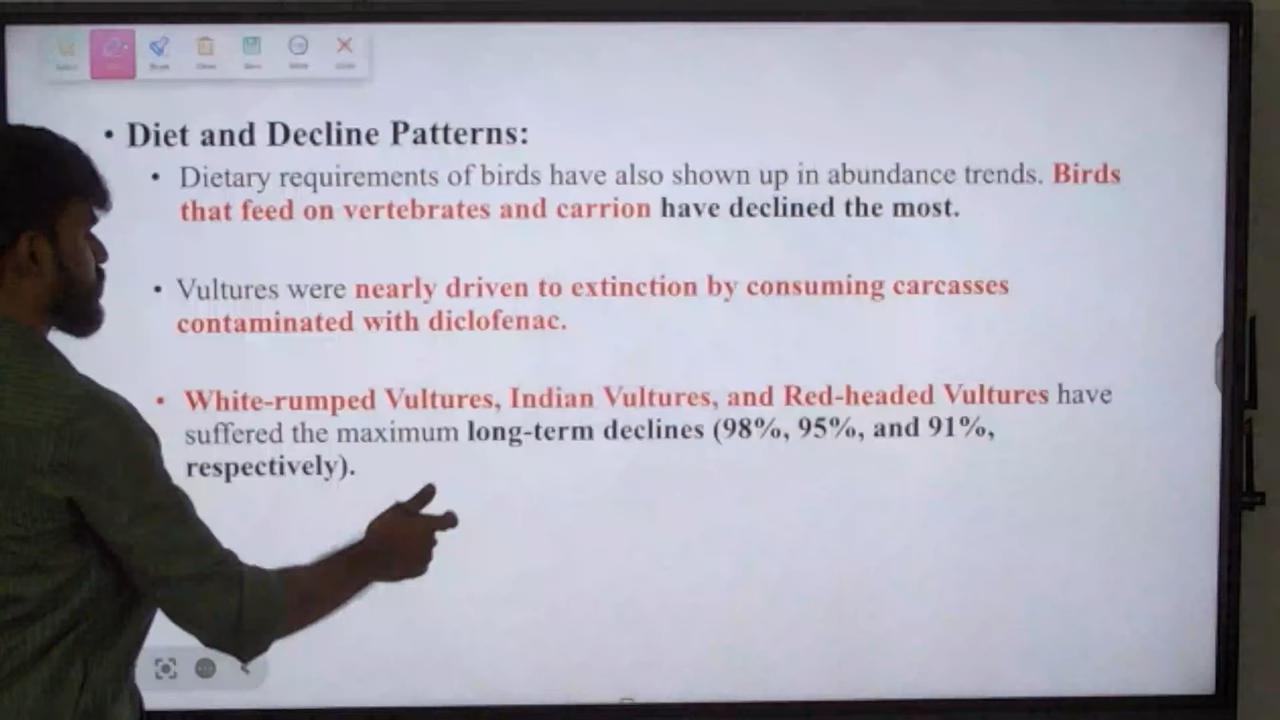 • Diet and Decline Patterns:
• Dietary requirements of birds have also shown up in abundance trends. Birds
that feed on vertebrates and carrion have declined the most.
• Vultures were nearly driven to extinction by consuming carcasses
contaminated with diclofenac.
• White-rumped Vultures, Indian Vultures, and Red-headed Vultures have
suffered the maximum long-term declines (98%, 95%, and 91%,
respectively).